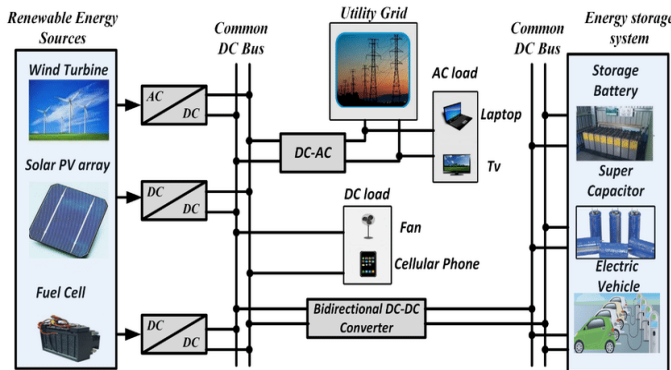 Renewable Energy
Sources
Common
DC Bus
Utility Grid
Common
DC Bus
Energy storage
system
Wind Turbine
AC
DC
AC load
Laptop
Tv
Storage
Battery
Solar PV array
DC
DC
DC-AC
Super
Capacitor
DC load
Fan
Cellular Phone
Electric
Vehicle
Fuel Cell
DC
DC
Bidirectional DC-DC
Converter